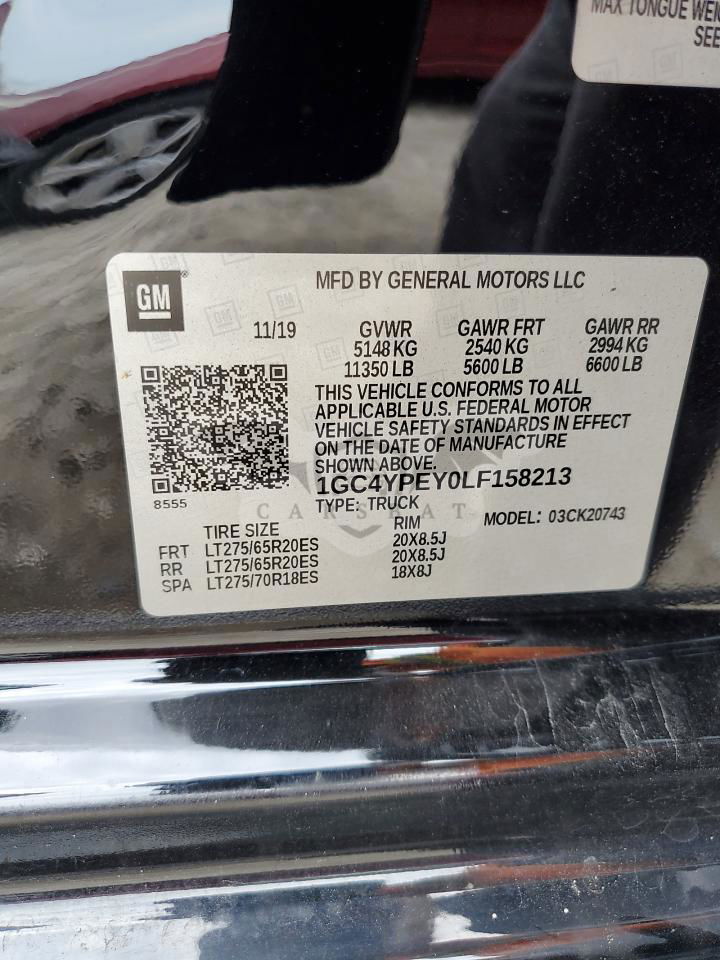 MAX TONGUE
SEE
GM
MFD BY GENERAL MOTORS LLC
11/19 GVWR GAWR FRT GAWR RR
5148 KG 2540 KG 2994 KG
11350 LB 5600 LB 6600 LB
THIS VEHICLE CONFORMS TO ALL
APPLICABLE U.S. FEDERAL MOTOR
VEHICLE SAFETY STANDARDS IN EFFECT
ON THE DATE OF MANUFACTURE
SHOWN ABOVE.
1GC4YPEY0LF158213
8555
TYPE: TRUCK
MODEL: 03CK20743
TIRE SIZE RIM
FRT LT275/65R20ES 20X8.5J
RR LT275/65R20ES 20X8.5J
SPA LT275/70R18ES 18X8J